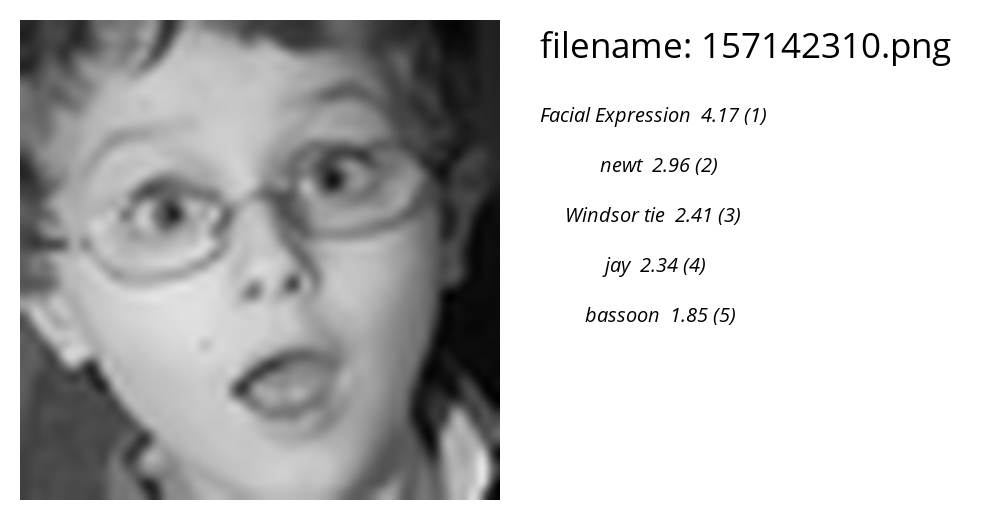 filename: 157142310.png
Facial Expression 4.17 (1)
newt 2.96 (2)
Windsor tie 2.41 (3)
jay 2.34 (4)
bassoon 1.85 (5)